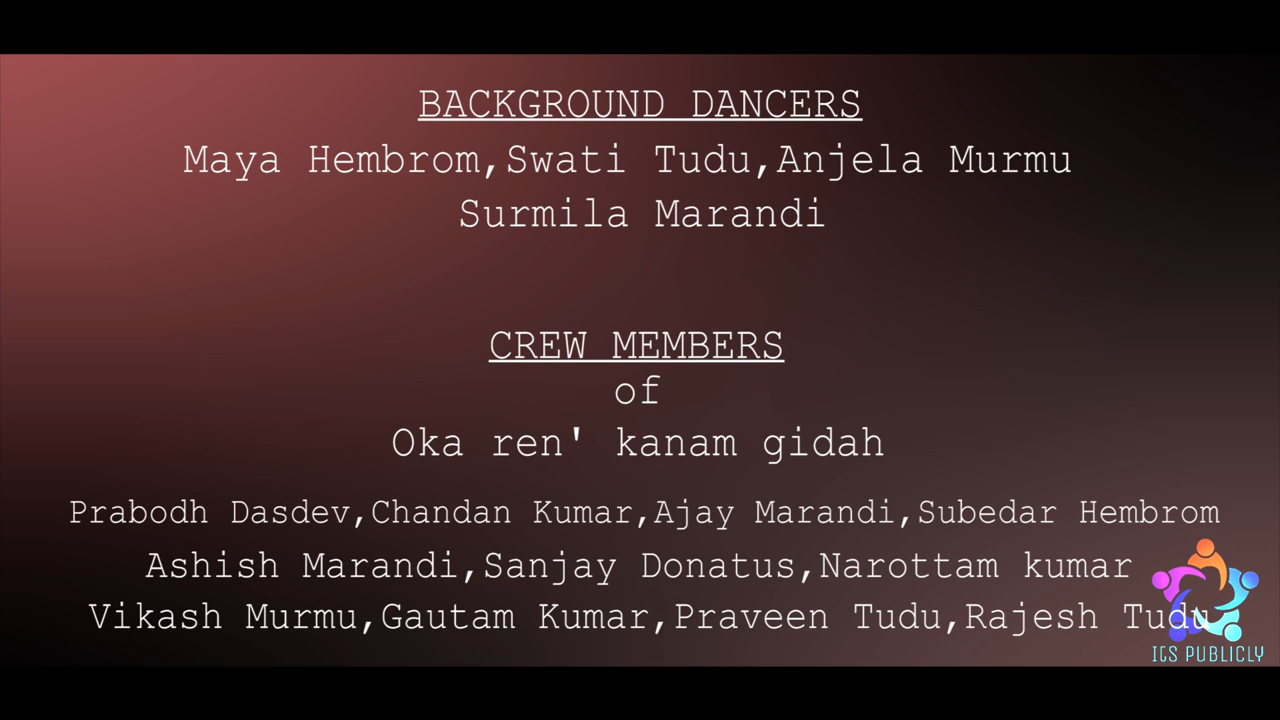 BACKGROUND DANCERS
Maya Hembrom,Swati Tudu,Anjela Murmu
Surmila Marandi
CREW MEMBERS
of
Oka ren' kanam gidah
Prabodh Dasdev,Chandan Kumar,Ajay Marandi,Subedar Hembrom
Ashish Marandi,Sanjay Donatus,Narottam kumar
Vikash Murmu,Gautam Kumar,Praveen Tudu,Rajesh Tudu
IGS PUBLICLY